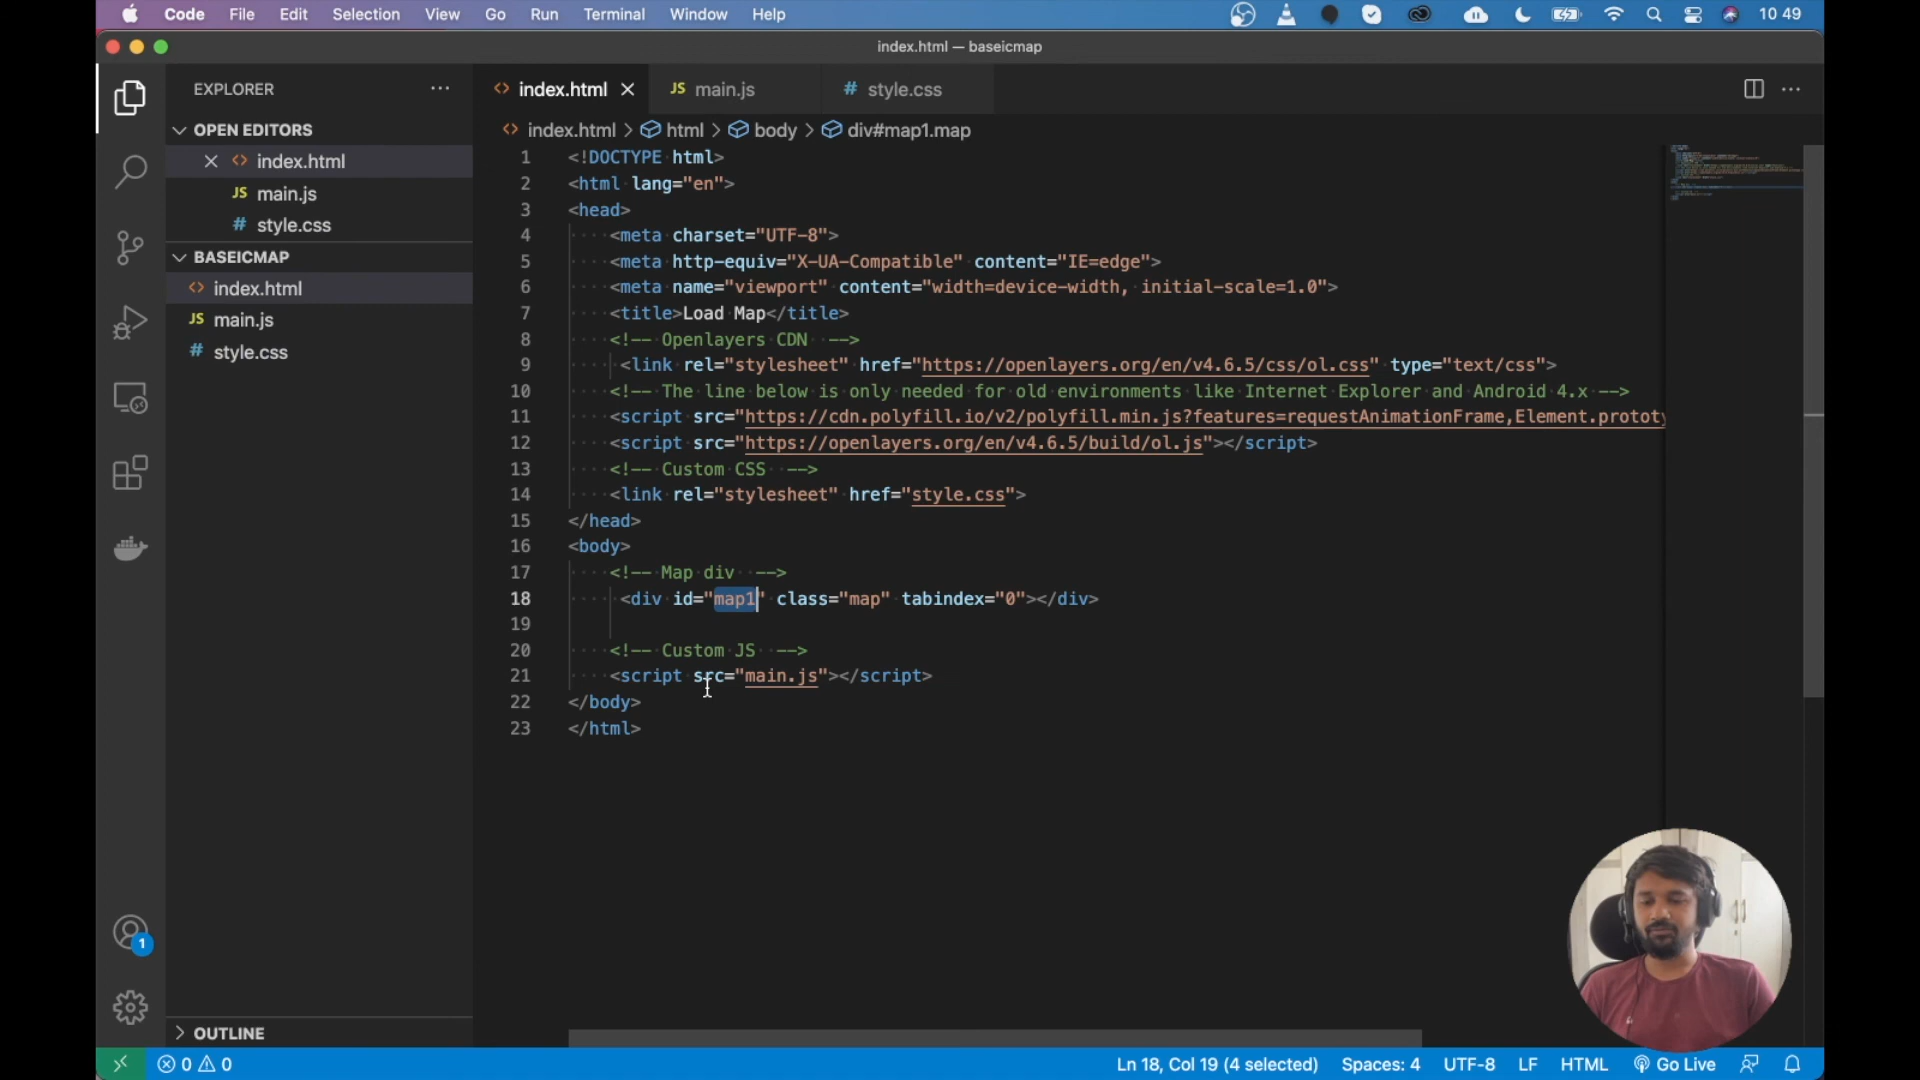 Code File Edit Selection View Go Run Terminal Window Help 10 49
index.html — baseicmap
EXPLORER ···
OPEN EDITORS
index.html
JS main.js
# style.css
BASEICMAP
index.html
JS main.js
# style.css
OUTLINE
1
index.html
JS main.js
# style.css
index.html > html > body > div#map1.map
1 <!DOCTYPE html>
2 <html lang="en">
3 <head>
4 <meta charset="UTF-8">
5 <meta http-equiv="X-UA-Compatible" content="IE=edge">
6 <meta name="viewport" content="width=device-width, initial-scale=1.0">
7 <title>Load Map</title>
8 <!-- Openlayers CDN -->
9 <link rel="stylesheet" href="https://openlayers.org/en/v4.6.5/css/ol.css" type="text/css">
10 <!-- The line below is only needed for old environments like Internet Explorer and Android 4.x -->
11 <script src="https://cdn.polyfill.io/v2/polyfill.min.js?features=requestAnimationFrame,Element.prototy
12 <script src="https://openlayers.org/en/v4.6.5/build/ol.js"></script>
13 <!-- Custom CSS -->
14 <link rel="stylesheet" href="style.css">
15 </head>
16 <body>
17 <!-- Map div -->
18 <div id="map1" class="map" tabindex="0"></div>
19
20 <!-- Custom JS -->
21 <script src="main.js"></script>
22 </body>
23 </html>
0 0 Ln 18, Col 19 (4 selected) Spaces: 4 UTF-8 LF HTML Go Live